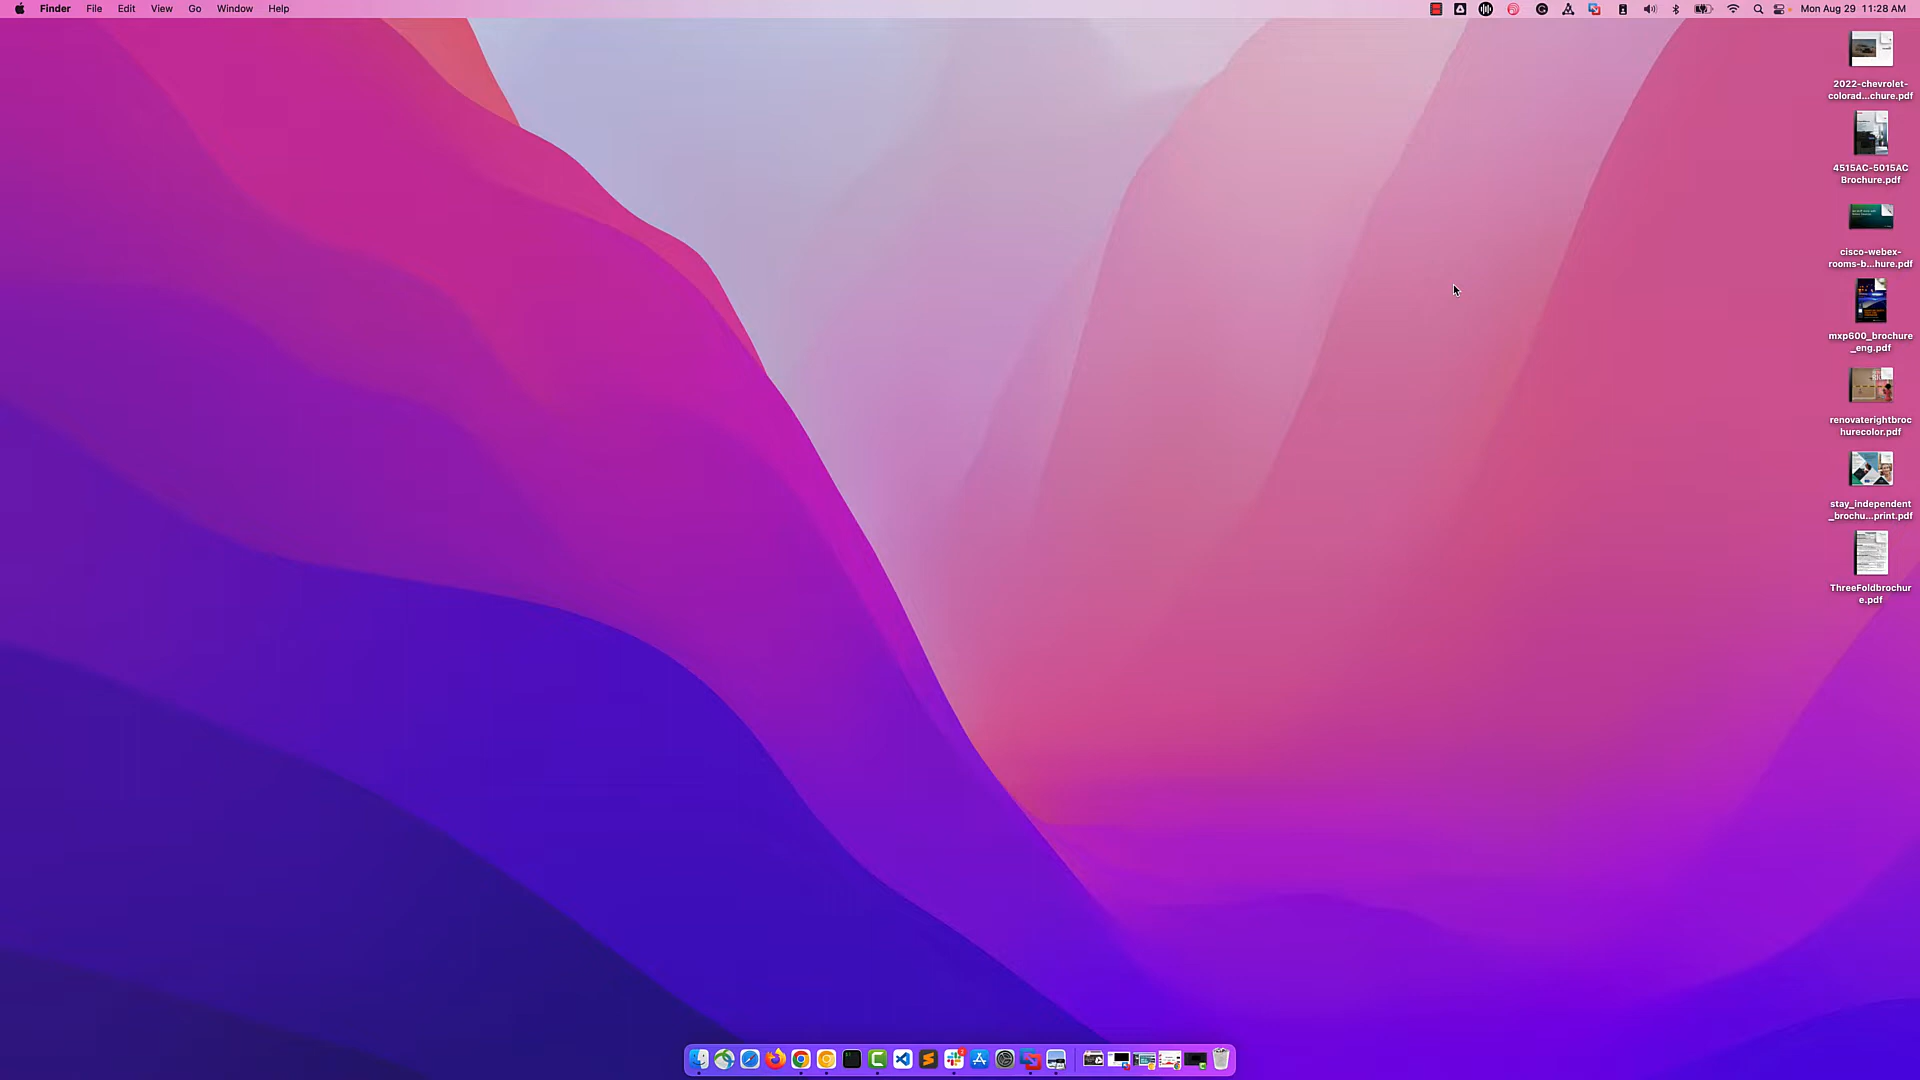 Finder File Edit View Go Window Help Mon Aug 29 11:28 AM
2022-chevrolet-
colorad...chure.pdf
4515AC-5015AC
Brochure.pdf
cisco-webex-
rooms-b...hure.pdf
mxp600_brochure
_eng.pdf
renovaterightbroc
hurecolor.pdf
stay_independent
_brochu...print.pdf
ThreeFoldbrochur
e.pdf